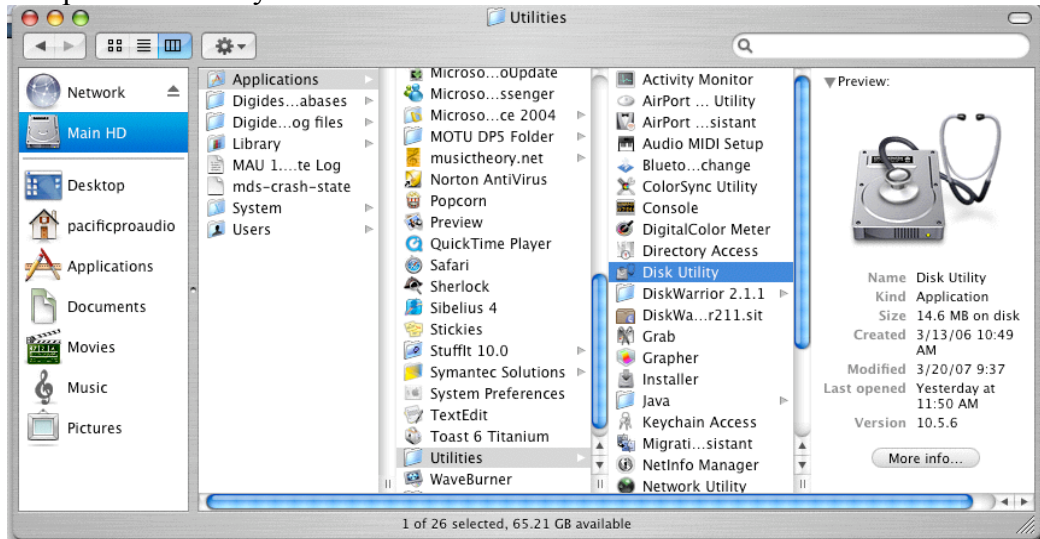 Utilities
Network
Main HD
Desktop
pacificproaudio
Applications
Documents
Movies
Music
Pictures
Applications
Digides...abases
Digide...og files
Library
MAU 1....te Log
mds-crash-state
System
Users
Microso...oUpdate
Microso...ssenger
Microso...ce 2004
MOTU DP5 Folder
musictheory.net
Norton AntiVirus
Popcorn
Preview
QuickTime Player
Safari
Sherlock
Sibelius 4
Stickies
StuffIt 10.0
Symantec Solutions
System Preferences
TextEdit
Toast 6 Titanium
Utilities
WaveBurner
Activity Monitor
AirPort ... Utility
AirPort ...sistant
Audio MIDI Setup
Blueto...change
ColorSync Utility
Console
DigitalColor Meter
Directory Access
Disk Utility
DiskWarrior 2.1.1
DiskWa...r211.sit
Grab
Grapher
Installer
Java
Keychain Access
Migrati...sistant
NetInfo Manager
Network Utility
Preview:
Name Disk Utility
Kind Application
Size 14.6 MB on disk
Created 3/13/06 10:49
AM
Modified 3/20/07 9:37
Last opened Yesterday at
11:50 AM
Version 10.5.6
More info...
1 of 26 selected, 65.21 GB available